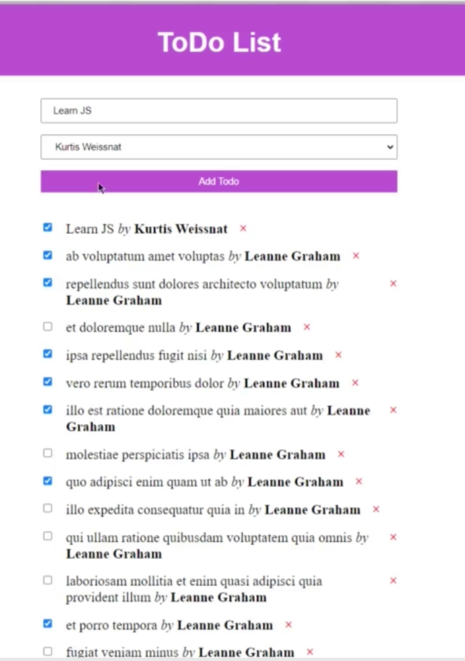 ToDo List
Learn JS
Kurtis Weissnat
Add Todo
Learn JS by Kurtis Weissnat ×
ab voluptatum amet voluptas by Leanne Graham ×
repellendus sunt dolores architecto voluptatum by ×
Leanne Graham
et doloremque nulla by Leanne Graham ×
ipsa repellendus fugit nisi by Leanne Graham ×
vero rerum temporibus dolor by Leanne Graham ×
illo est ratione doloremque quia maiores aut by Leanne ×
Graham
molestiae perspiciatis ipsa by Leanne Graham ×
quo adipisci enim quam ut ab by Leanne Graham ×
illo expedita consequatur quia in by Leanne Graham ×
qui ullam ratione quibusdam voluptatem quia omnis by ×
Leanne Graham
laboriosam mollitia et enim quasi adipisci quia ×
provident illum by Leanne Graham
et porro tempora by Leanne Graham ×
fugiat veniam minus by Leanne Graham ×